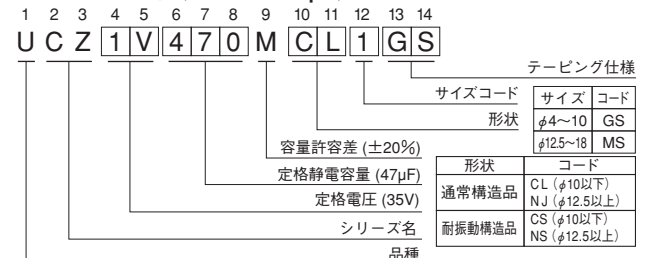 1 2 3 4 5 6 7 8 9 10 11 12 13 14
U C Z 1 V 4 7 0 M C L 1 G S
テーピング仕様
サイズコード
サイズ コード
φ4～10 GS
φ12.5～18 MS
形状
容量許容差 (±20%)
定格静電容量 (47μF)
定格電圧 (35V)
シリーズ名
品種
形状 コード
通常構造品 CL (φ10以下)
NJ (φ12.5以上)
耐振動構造品 CS (φ10以下)
NS (φ12.5以上)